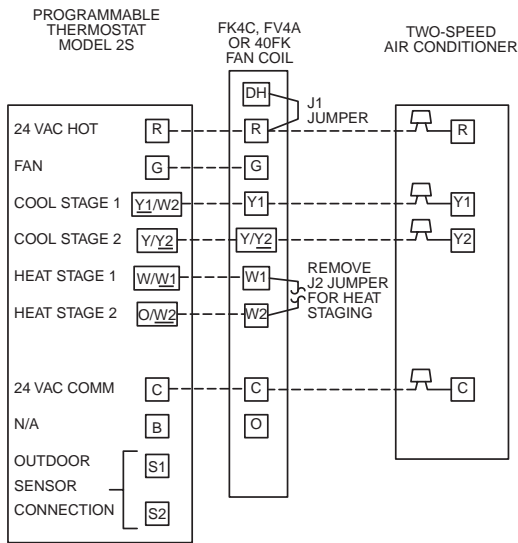 PROGRAMMABLE
THERMOSTAT
MODEL 2S
FK4C, FV4A
OR 40FK
FAN COIL
TWO-SPEED
AIR CONDITIONER
DH
J1
JUMPER
24 VAC HOT R R R
FAN G G
COOL STAGE 1 Y1/W2 Y1 Y1
COOL STAGE 2 Y/Y2 Y/Y2 Y2
HEAT STAGE 1 W/W1 W1
REMOVE
J2 JUMPER
FOR HEAT
STAGING
HEAT STAGE 2 O/W2 W2
24 VAC COMM C C C
N/A B O
OUTDOOR S1
SENSOR
CONNECTION S2